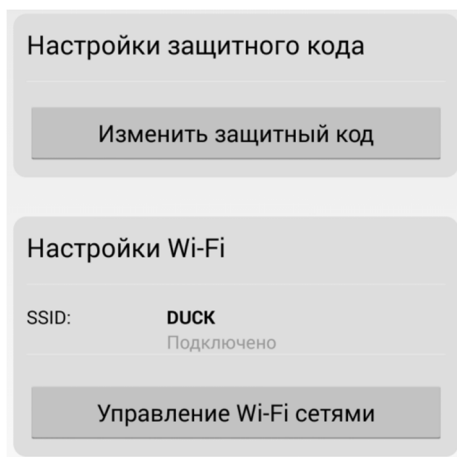 Настройки защитного кода
Изменить защитный код
Настройки Wi-Fi
SSID: DUCK
Подключено
Управление Wi-Fi сетями